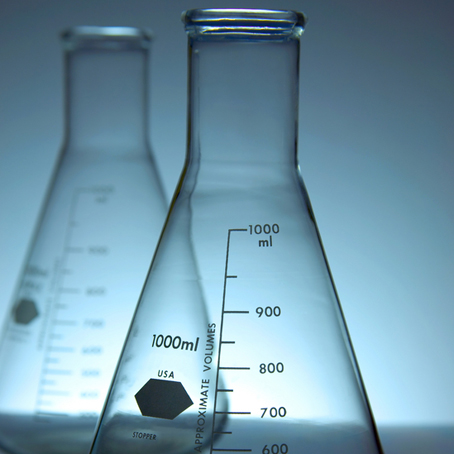 1000
ml
900
1000ml
USA
800
APPROXIMATE VOLUMES
700
STOPPER
600